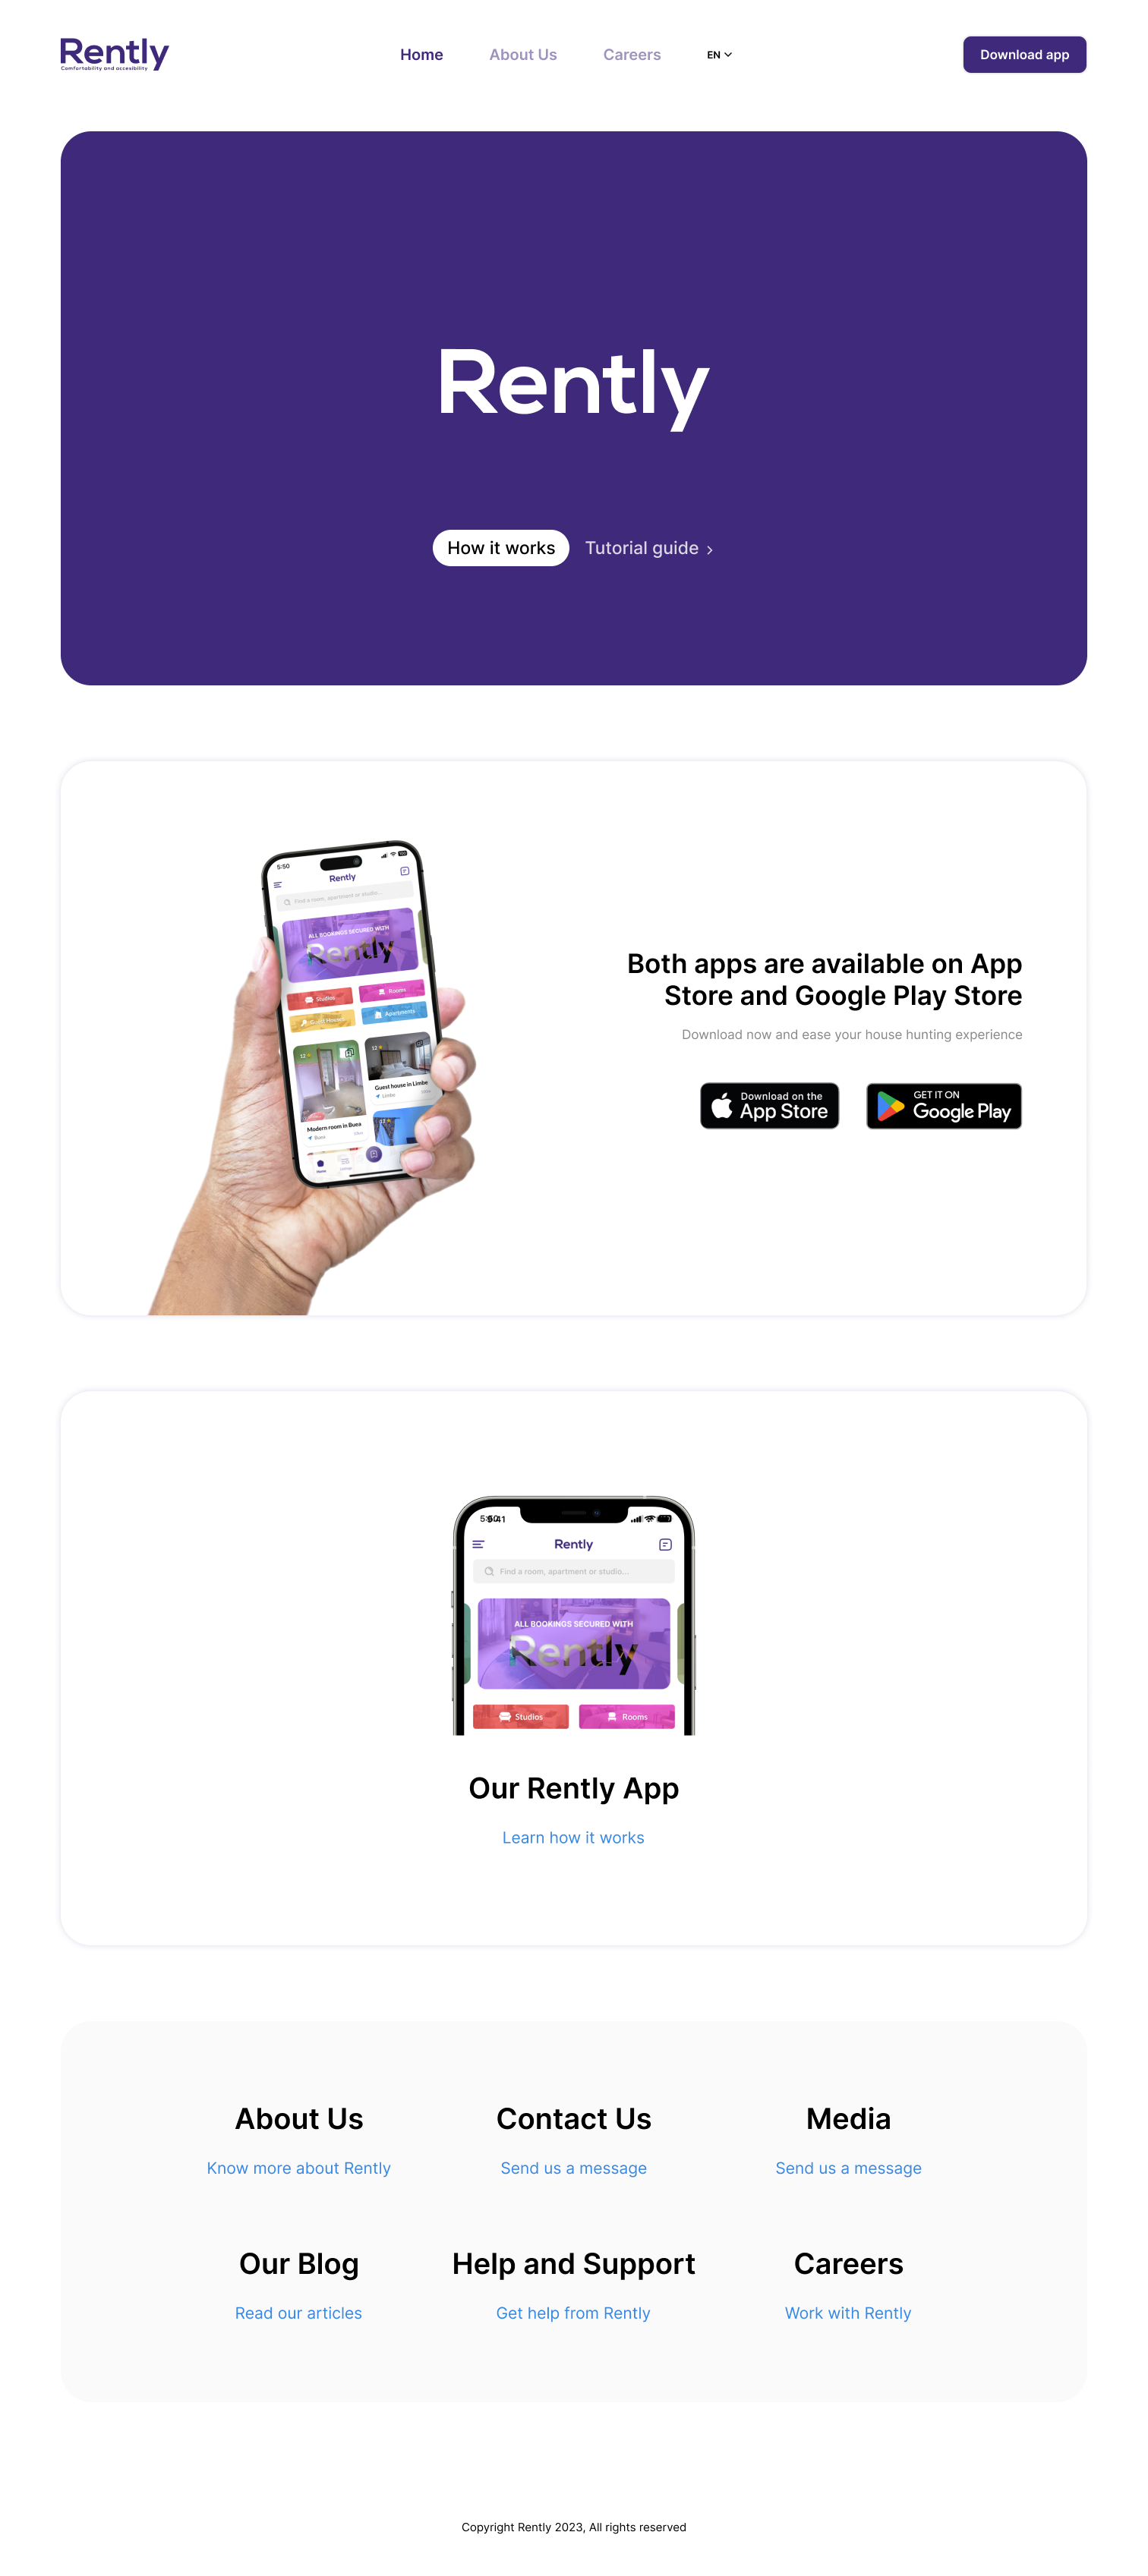 Rently
Comfortability and accesibility
Home
About Us
Careers
EN
Download app
Rently
How it works
Tutorial guide
5:50
Rently
Find a room, apartment or studio...
ALL BOOKINGS SECURED WITH
Rently
Studios
Rooms
Guest Houses
Apartments
12
12
Guest house in Limbe
Limbe
Modern room in Buea
Buea
12
Both apps are available on App
Store and Google Play Store
Download now and ease your house hunting experience
Download on the
App Store
GET IT ON
Google Play
Rently
Find a room, apartment or studio...
ALL BOOKINGS SECURED WITH
Rently
Studios
Rooms
Our Rently App
Learn how it works
About Us
Contact Us
Media
Know more about Rently
Send us a message
Send us a message
Our Blog
Help and Support
Careers
Read our articles
Get help from Rently
Work with Rently
Copyright Rently 2023, All rights reserved